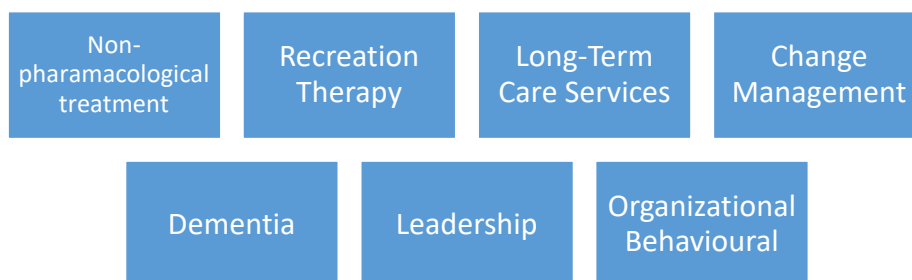 Non-
pharamacological
treatment
Recreation
Therapy
Long-Term
Care Services
Change
Management
Dementia
Leadership
Organizational
Behavioural